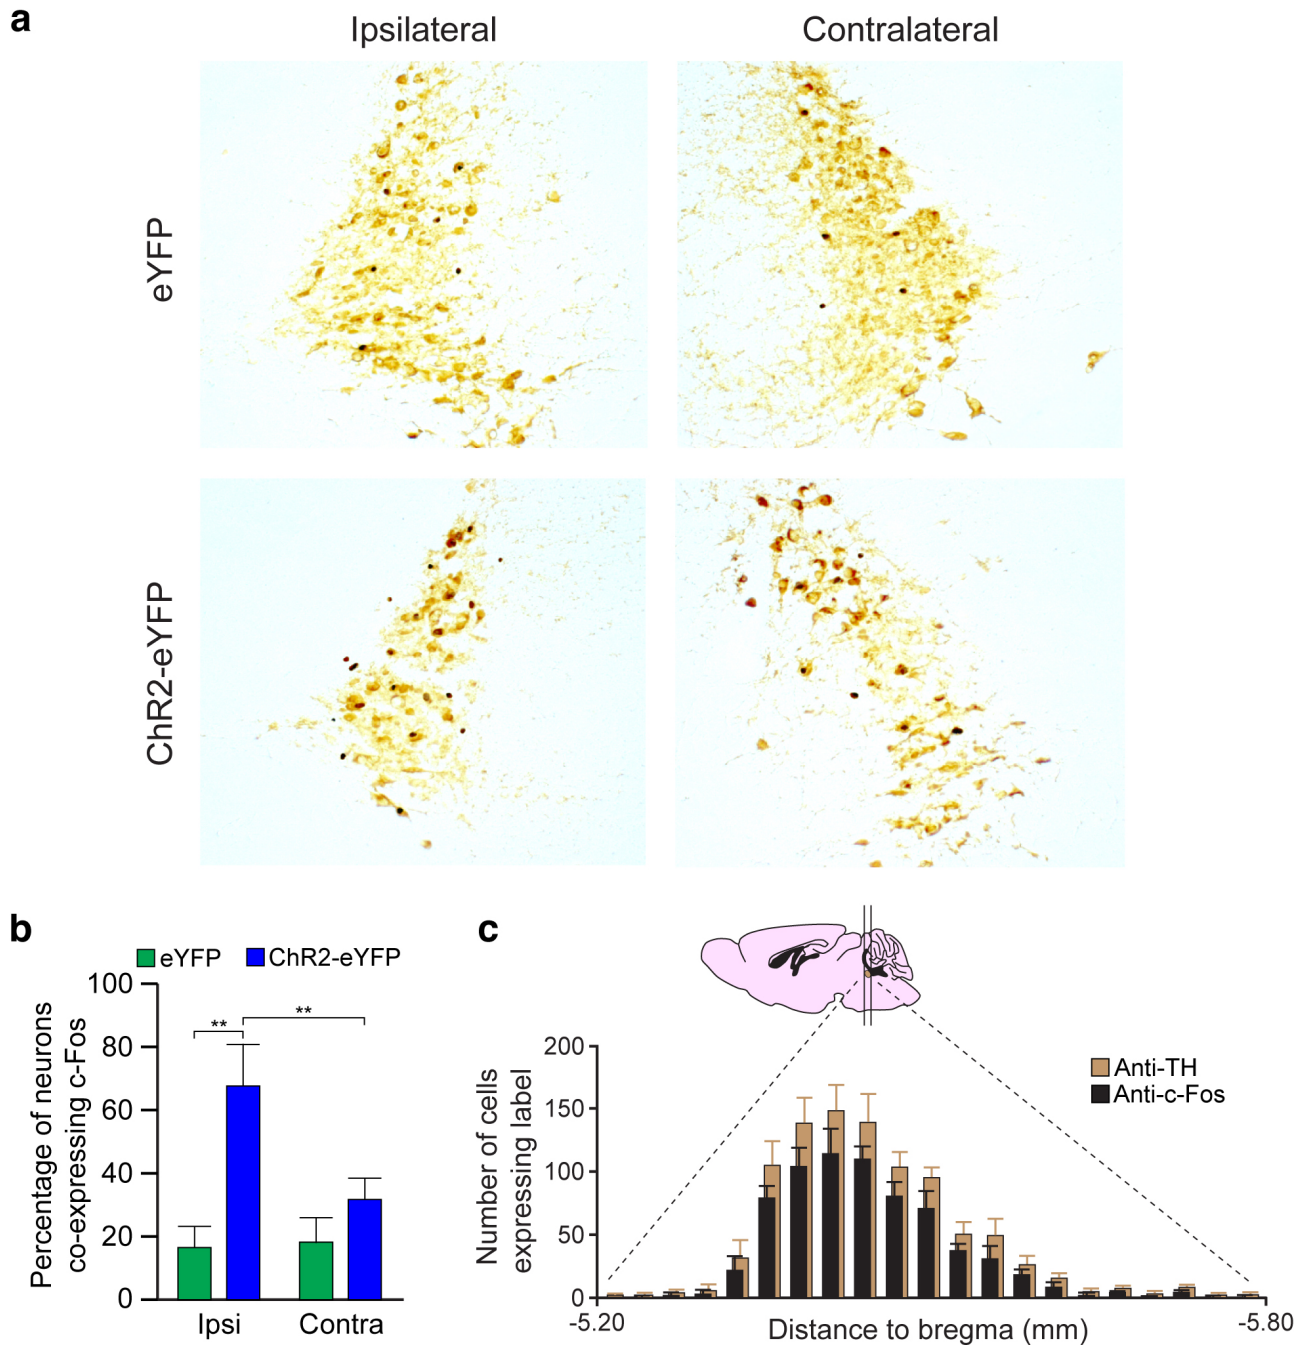 a
Ipsilateral
Contralateral
eYFP
ChR2-eYFP
b
eYFP
ChR2-eYFP
Percentage of neurons
co-expressing c-Fos
100
80
60
40
20
0
**
**
Ipsi
Contra
c
Number of cells
expressing label
200
150
100
50
0
Anti-TH
Anti-c-Fos
-5.20
Distance to bregma (mm)
-5.80